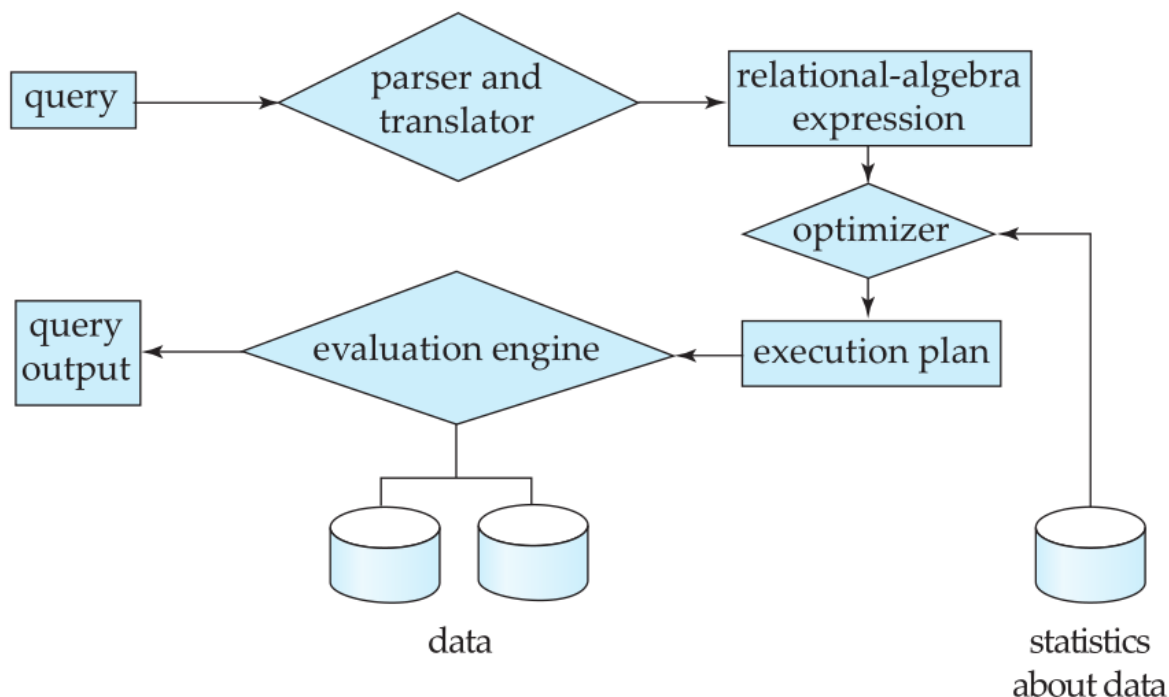 query
parser and
translator
relational-algebra
expression
optimizer
query
output
evaluation engine
execution plan
data
statistics
about data